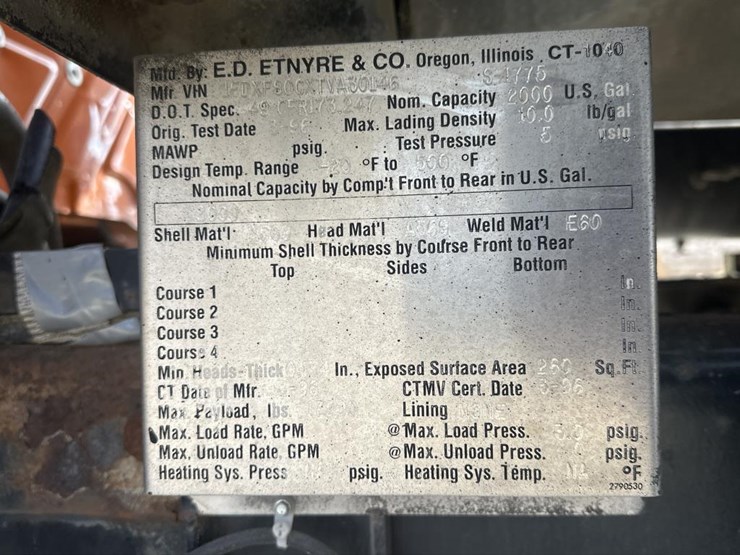 Mfd. By: E.D. ETNYRE & CO. Oregon, Illinois CT-1040
Mfr VIN S-4775
D.O.T. Spec. 49 CFR173.247 Nom. Capacity 2000 U.S. Gal
Orig. Test Date Max. Lading Density 10.0 lb/gal
MAWP psig. Test Pressure 5 psig
Design Temp. Range °F to 500 °F
Nominal Capacity by Comp't Front to Rear in U.S. Gal.
Shell Mat'l Head Mat'l Weld Mat'l E60
Minimum Shell Thickness by Course Front to Rear
Top Sides Bottom
Course 1 In.
Course 2 In.
Course 3 In.
Course 4 In.
Min Heads-Thick In., Exposed Surface Area 260 Sq.Ft.
CT Date of Mfr. CTMV Cert. Date
Max. Payload, lbs. Lining
Max. Load Rate, GPM @Max. Load Press. psig.
Max. Unload Rate, GPM @Max. Unload Press. psig.
Heating Sys. Press psig. Heating Sys. Temp. NA °F
2790530